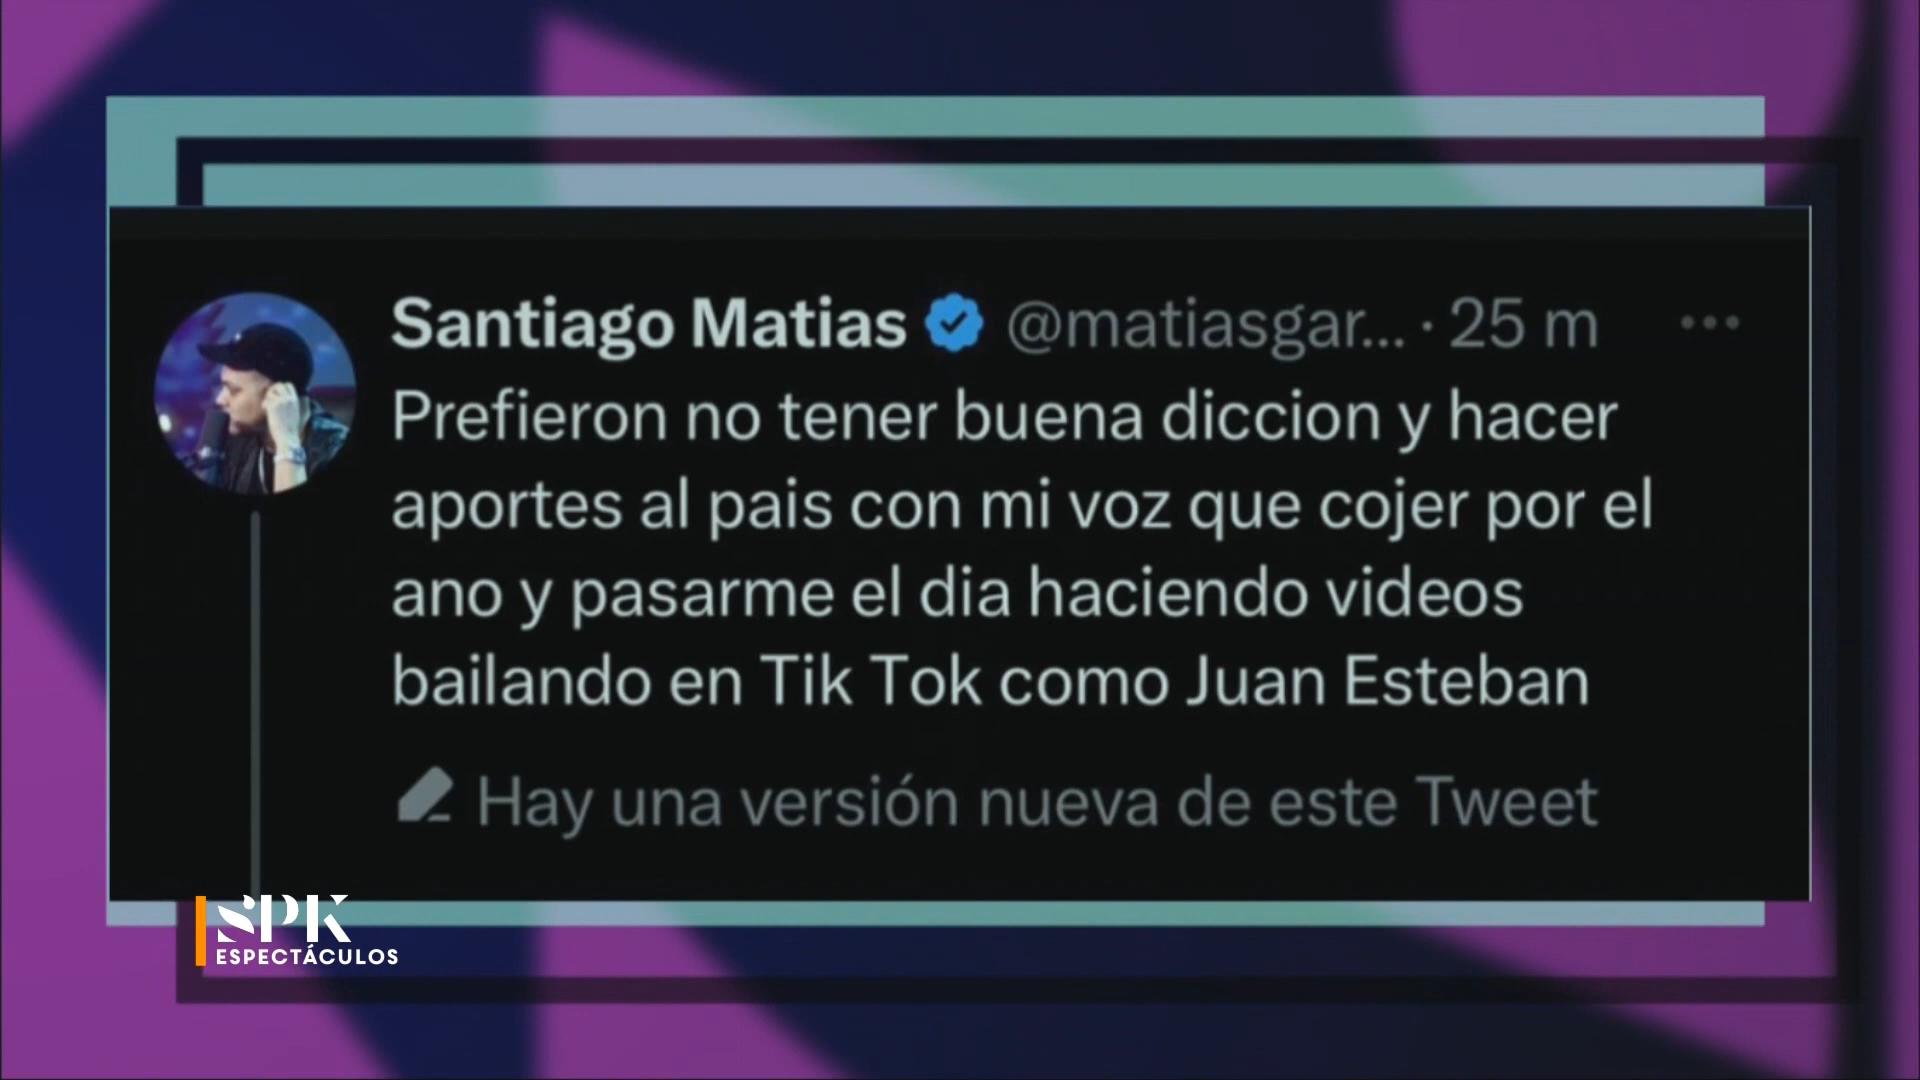 Santiago Matias @matiasgar... · 25 m
Prefieron no tener buena diccion y hacer
aportes al pais con mi voz que cojer por el
ano y pasarme el dia haciendo videos
bailando en Tik Tok como Juan Esteban
Hay una versión nueva de este Tweet
SPK
ESPECTÁCULOS